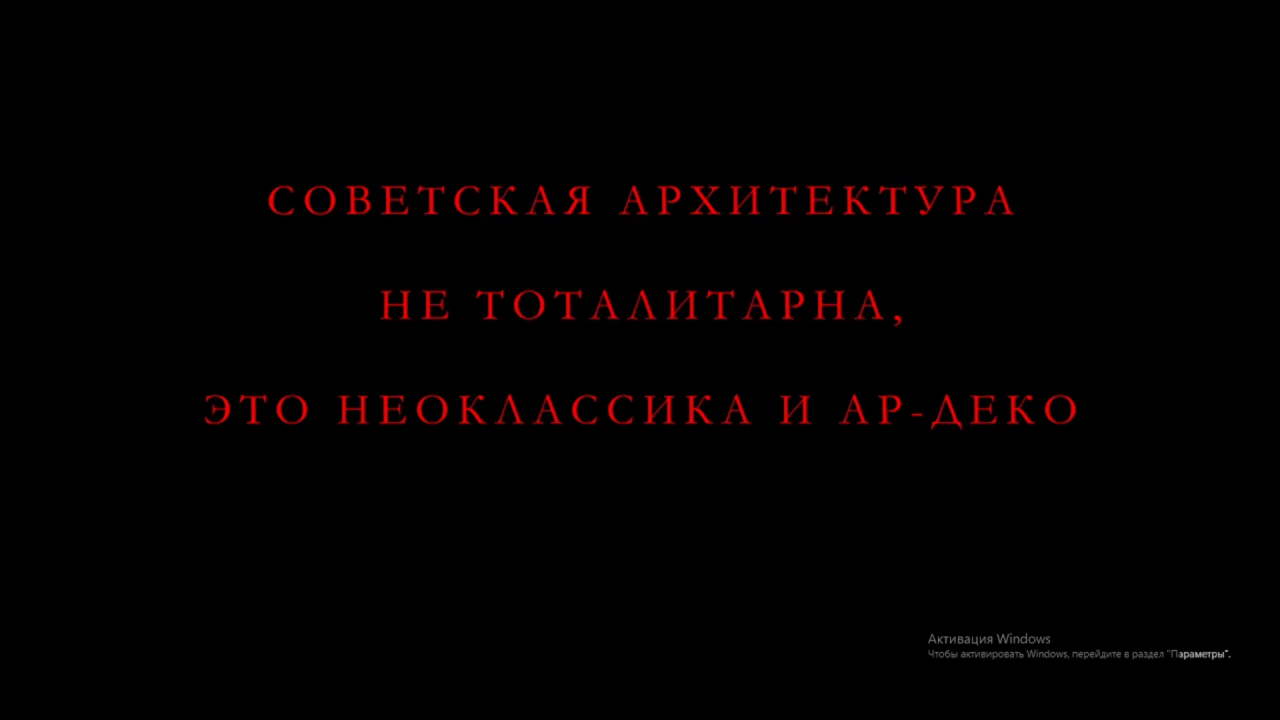 СОВЕТСКАЯ АРХИТЕКТУРА
НЕ ТОТАЛИТАРНА,
ЭТО НЕОКЛАССИКА И АР-ДЕКО
Активация Windows
Чтобы активировать Windows, перейдите в раздел "Параметры".